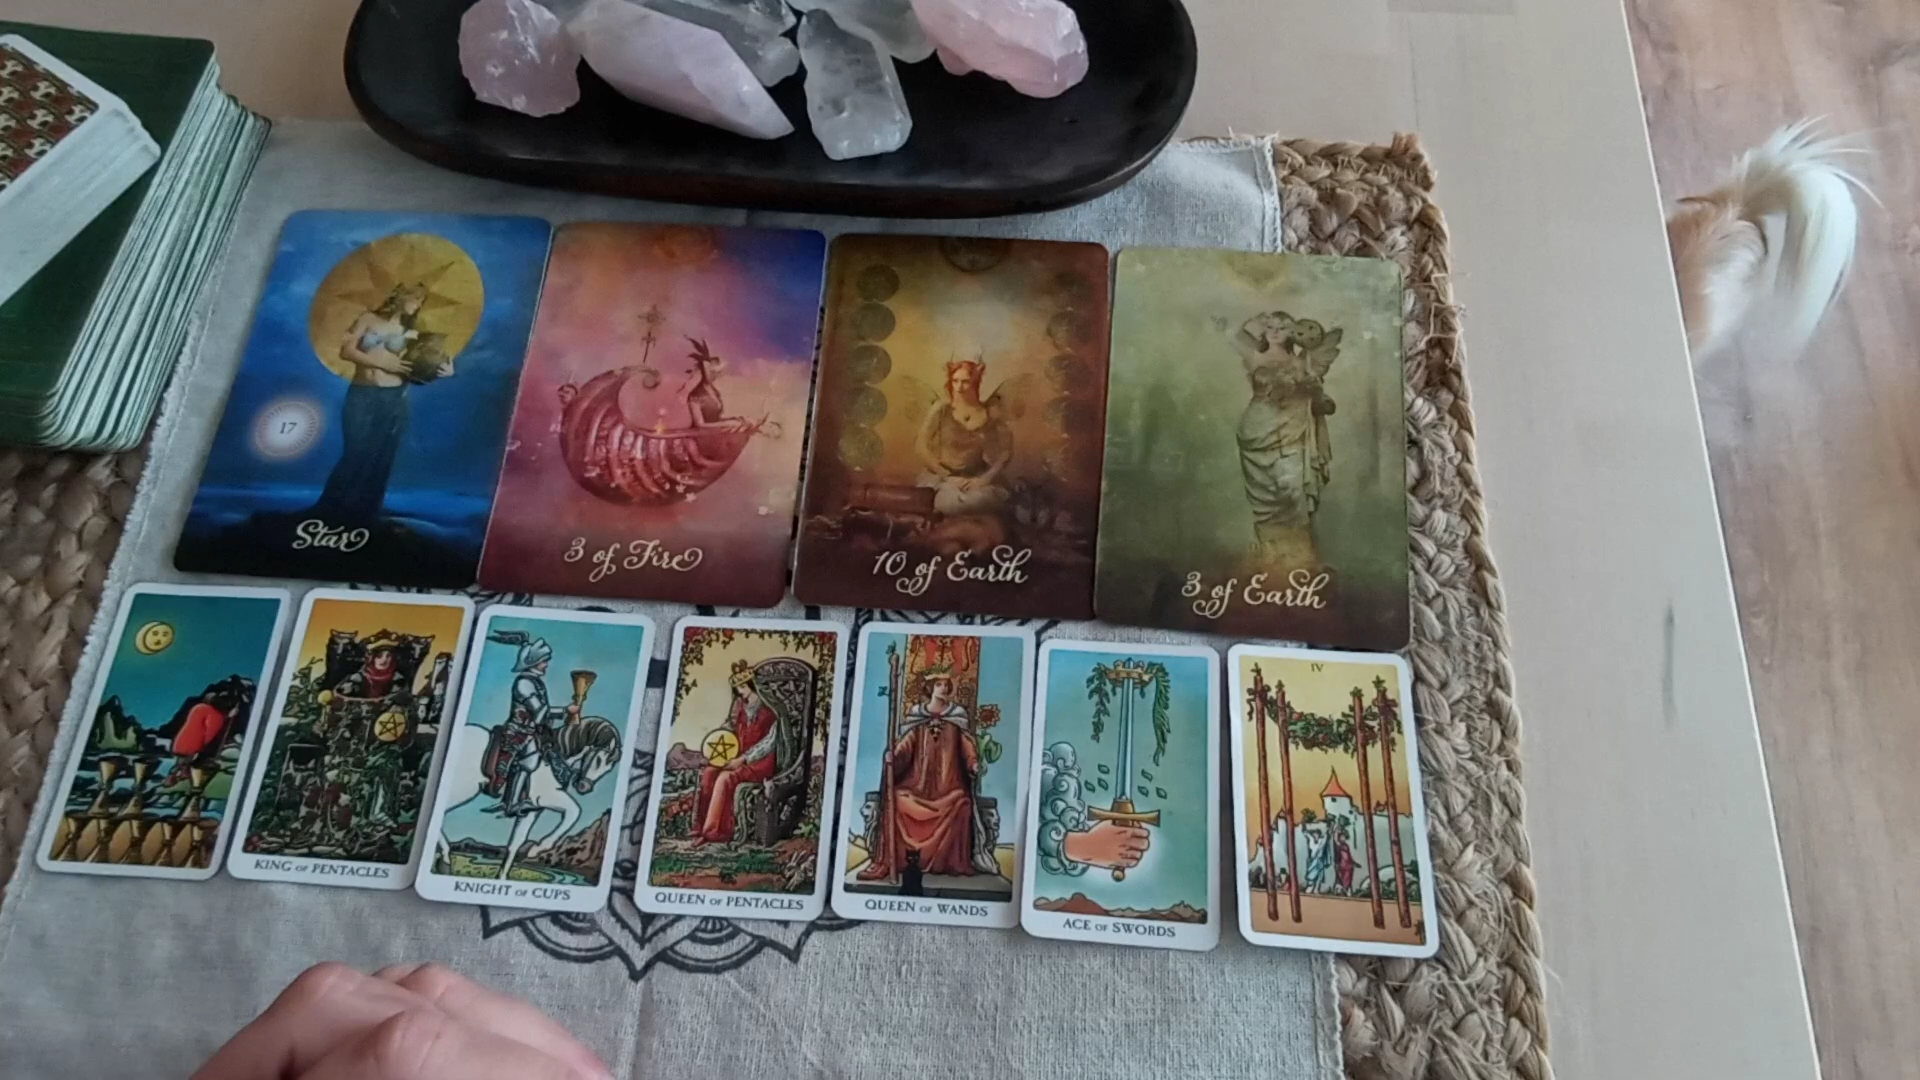 17
Star
3 of Fire
10 of Earth
3 of Earth
KING OF PENTACLES
KNIGHT OF CUPS
QUEEN OF PENTACLES
QUEEN OF WANDS
ACE OF SWORDS
IV